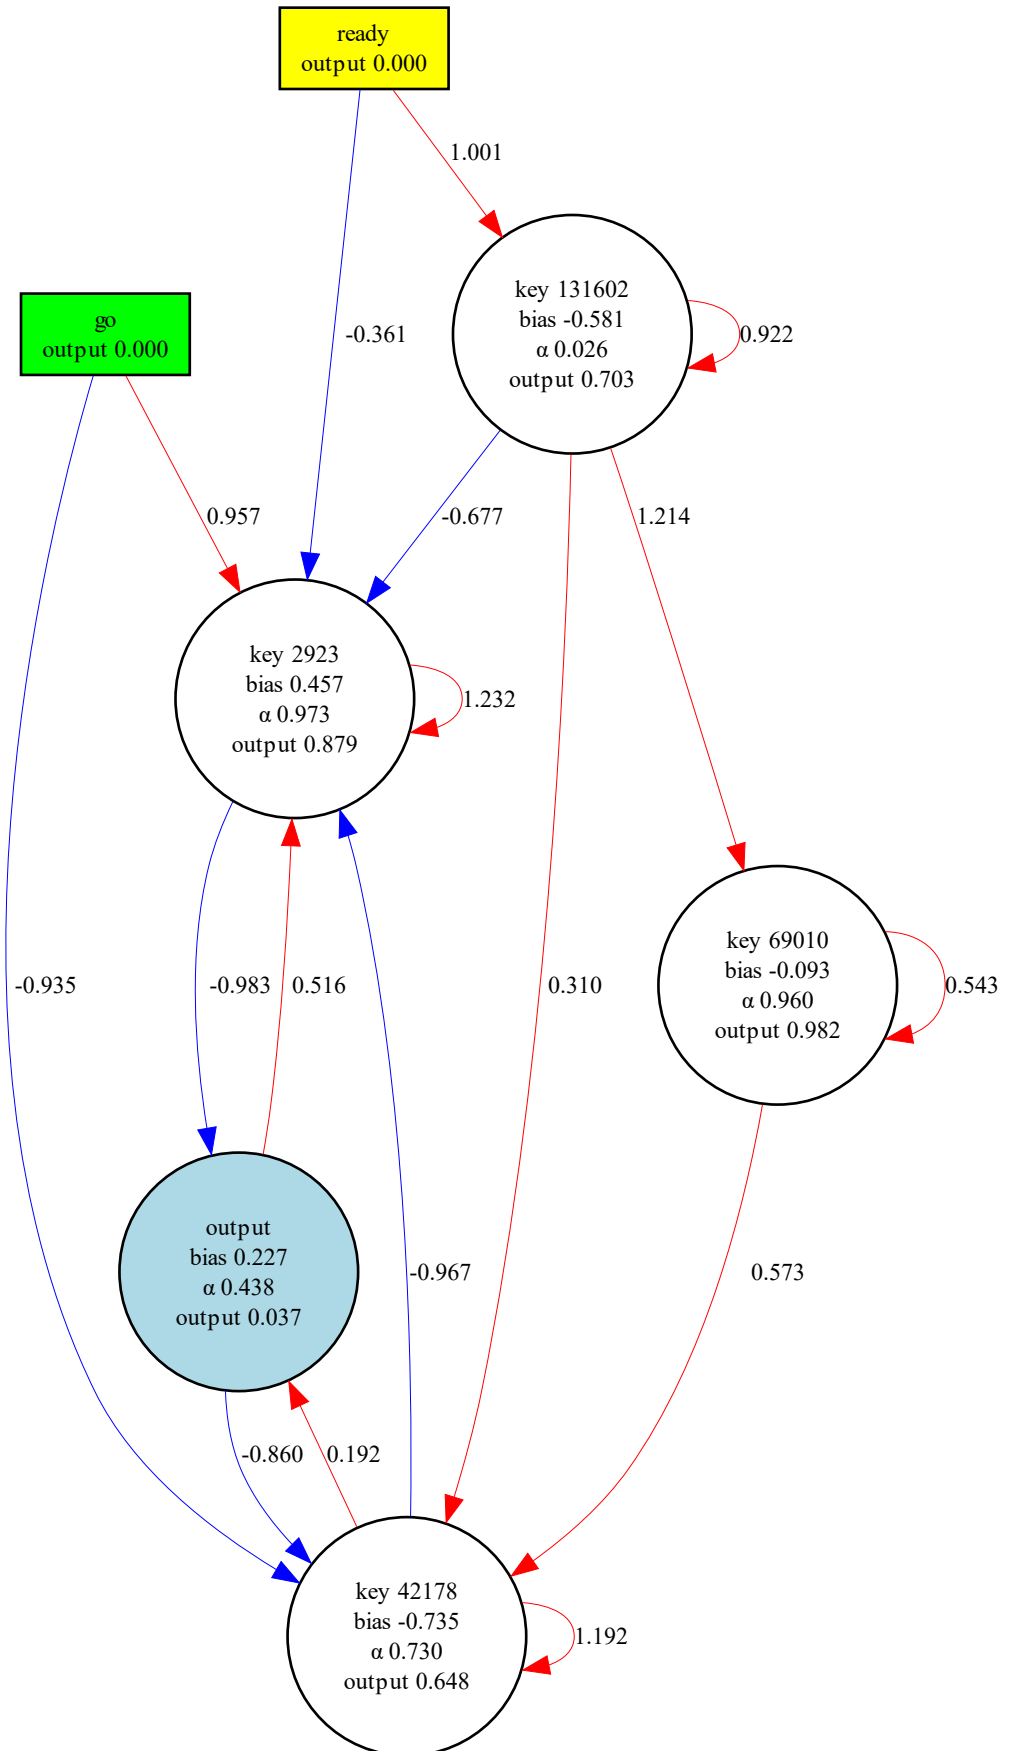 ready
output 0.000
1.001
key 131602
bias -0.581
α 0.026
output 0.703
0.922
go
output 0.000
-0.361
0.957
-0.677
1.214
key 2923
bias 0.457
α 0.973
output 0.879
1.232
key 69010
bias -0.093
α 0.960
output 0.982
0.543
-0.935
-0.983
0.516
0.310
output
bias 0.227
α 0.438
output 0.037
-0.967
0.573
-0.860
0.192
key 42178
bias -0.735
α 0.730
output 0.648
1.192